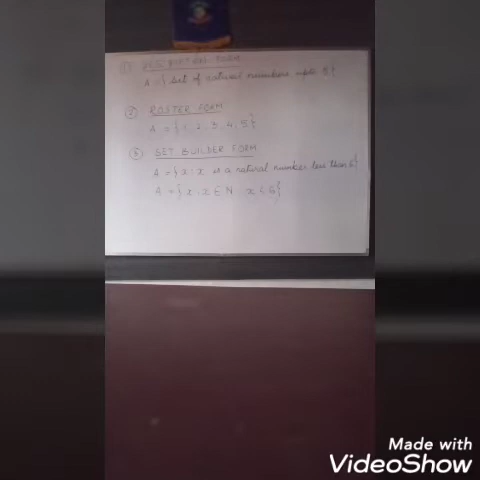 ① DESCRIPTIVE FORM
A = { set of natural numbers upto 5}
② ROSTER FORM
A = {1, 2, 3, 4, 5}
③ SET BUILDER FORM
A = { x : x is a natural number less than 6}
A = { x : x ∈ N x < 6}
Made with
VideoShow